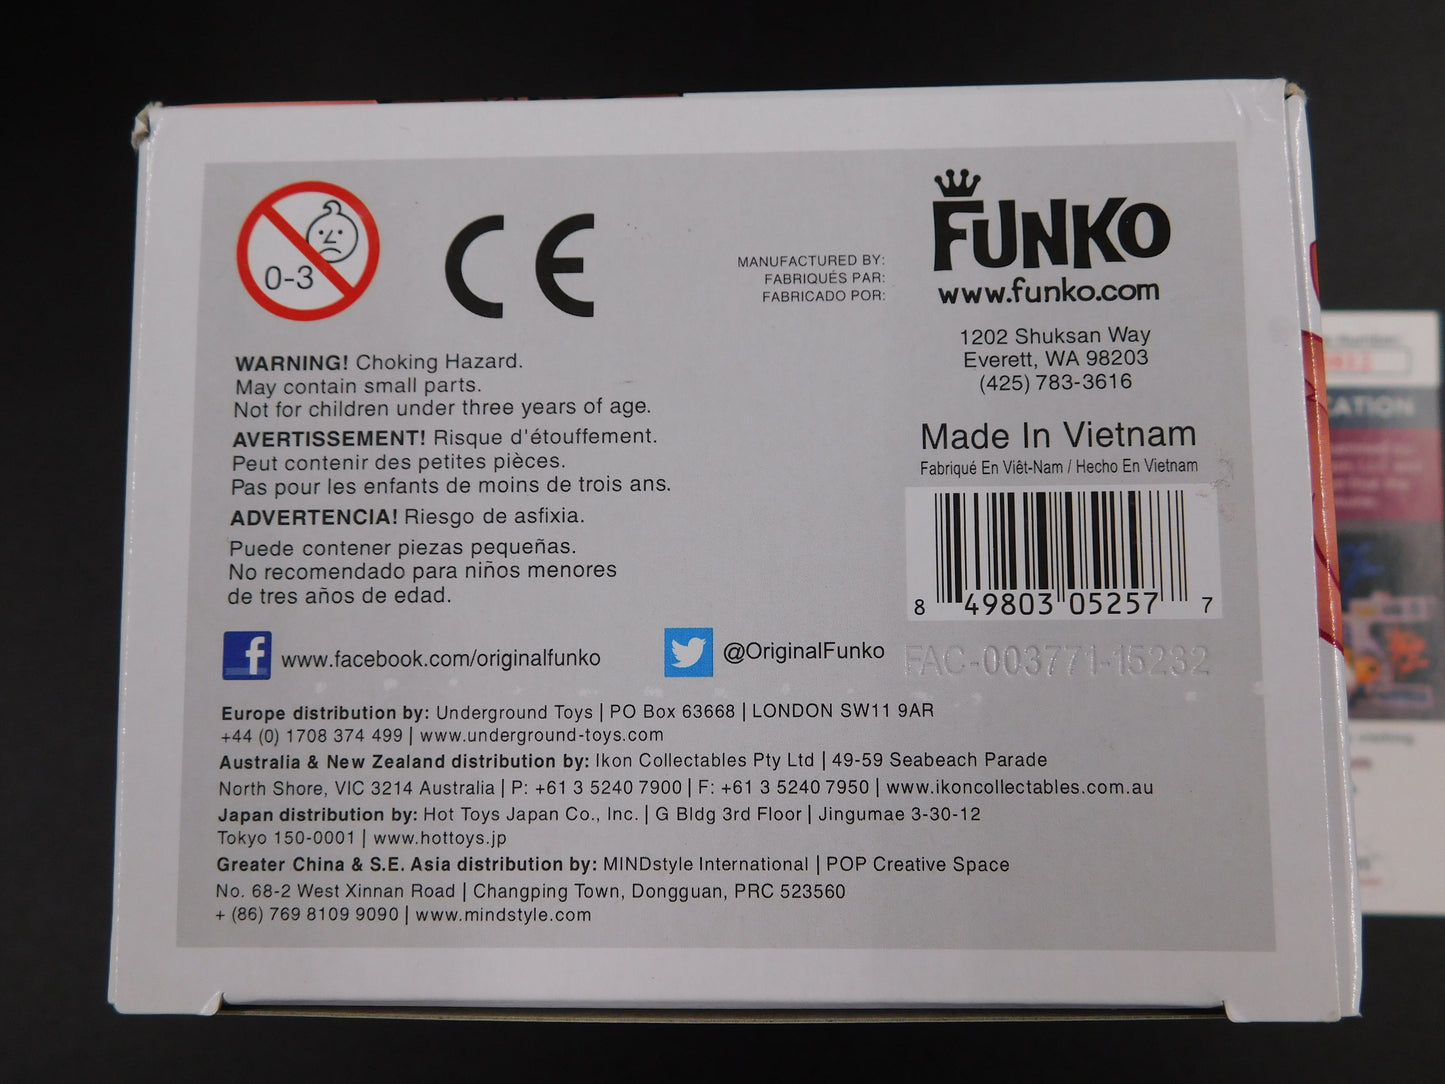 0-3
CE
MANUFACTURED BY:
FABRIQUÉS PAR:
FABRICADO POR:
FUNKO
www.funko.com
1202 Shuksan Way
Everett, WA 98203
(425) 783-3616
Made In Vietnam
Fabriqué En Viêt-Nam / Hecho En Vietnam
8 49803 05257 7
FAC-003771-15232
WARNING! Choking Hazard.
May contain small parts.
Not for children under three years of age.
AVERTISSEMENT! Risque d'étouffement.
Peut contenir des petites pièces.
Pas pour les enfants de moins de trois ans.
ADVERTENCIA! Riesgo de asfixia.
Puede contener piezas pequeñas.
No recomendado para niños menores
de tres años de edad.
f www.facebook.com/originalfunko
@OriginalFunko
Europe distribution by: Underground Toys | PO Box 63668 | LONDON SW11 9AR
+44 (0) 1708 374 499 | www.underground-toys.com
Australia & New Zealand distribution by: Ikon Collectables Pty Ltd | 49-59 Seabeach Parade
North Shore, VIC 3214 Australia | P: +61 3 5240 7900 | F: +61 3 5240 7950 | www.ikoncollectables.com.au
Japan distribution by: Hot Toys Japan Co., Inc. | G Bldg 3rd Floor | Jingumae 3-30-12
Tokyo 150-0001 | www.hottoys.jp
Greater China & S.E. Asia distribution by: MINDstyle International | POP Creative Space
No. 68-2 West Xinnan Road | Changping Town, Dongguan, PRC 523560
+ (86) 769 8109 9090 | www.mindstyle.com
CATION